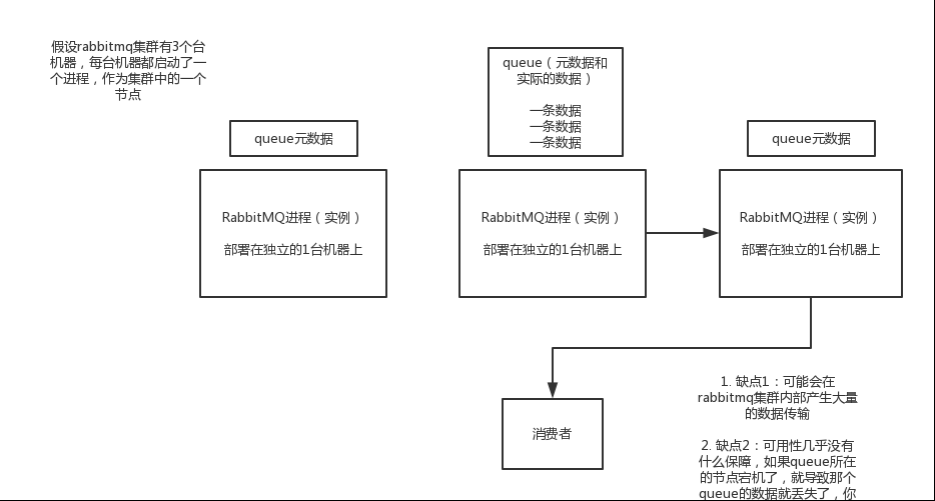 假设rabbitmq集群有3个台
机器，每台机器都启动了一
个进程，作为集群中的一个
节点
queue元数据
queue（元数据和
实际的数据）
一条数据
一条数据
一条数据
queue元数据
RabbitMQ进程（实例）
部署在独立的1台机器上
RabbitMQ进程（实例）
部署在独立的1台机器上
RabbitMQ进程（实例）
部署在独立的1台机器上
消费者
1. 缺点1：可能会在
rabbitmq集群内部产生大量
的数据传输
2. 缺点2：可用性几乎没有
什么保障，如果queue所在
的节点宕机了，就导致那个
queue的数据就丢失了，你